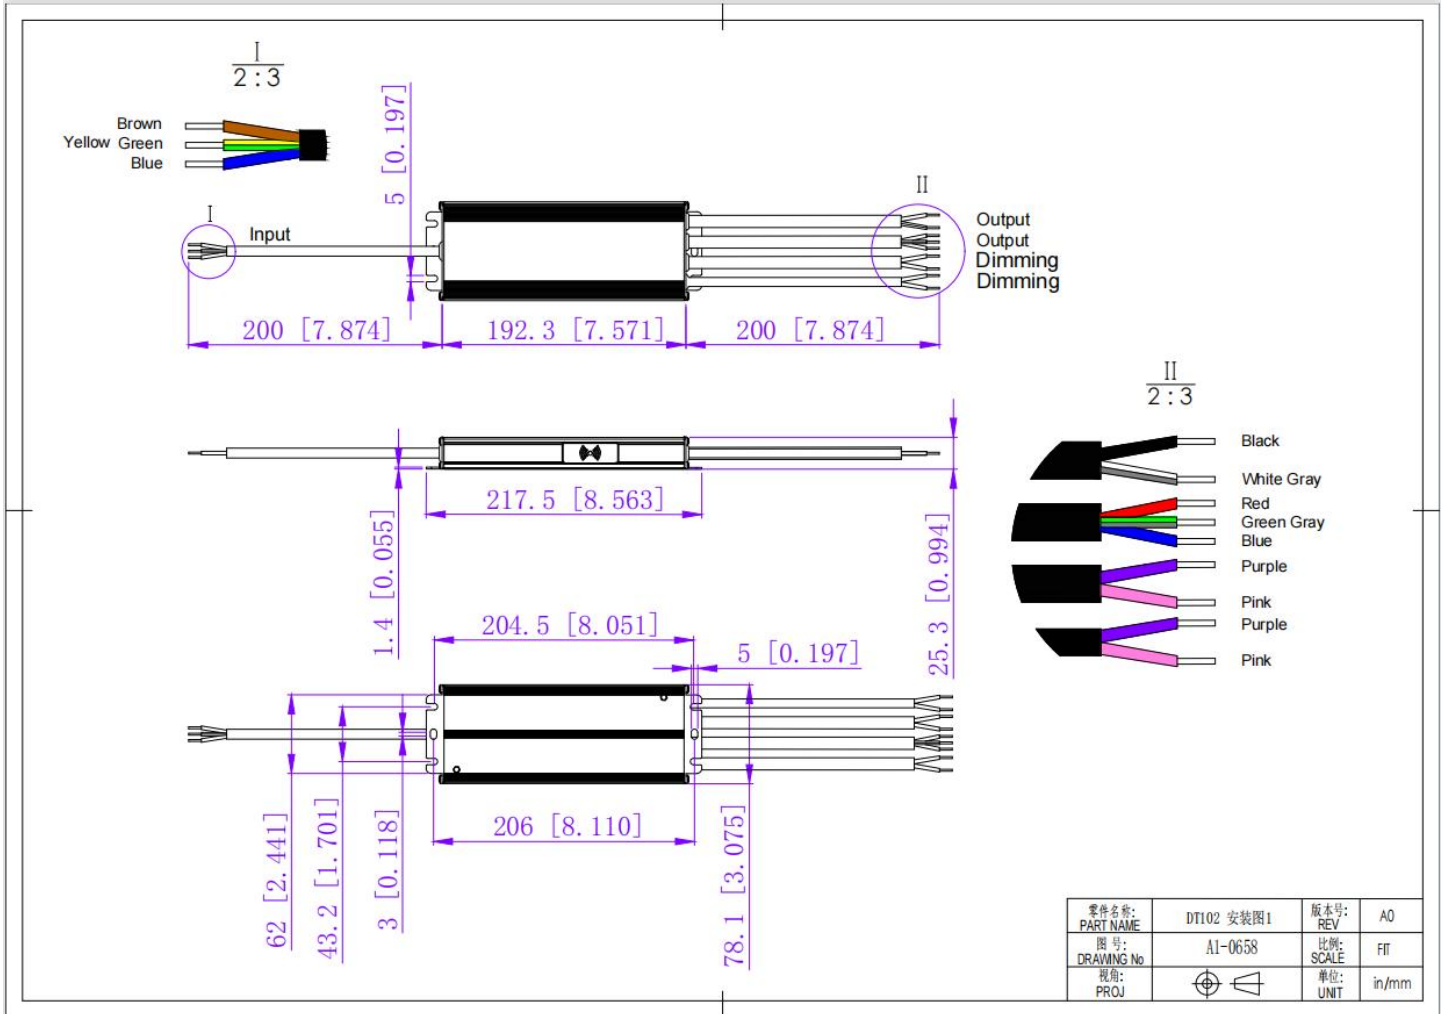 I
2:3
Brown
Yellow Green
Blue
5 [0.197]
I
Input
II
Output
Output
Dimming
Dimming
200 [7.874]
192.3 [7.571]
200 [7.874]
II
2:3
Black
White Gray
Red
Green Gray
Blue
Purple
Pink
Purple
Pink
217.5 [8.563]
1.4 [0.055]
25.3 [0.994]
204.5 [8.051]
5 [0.197]
206 [8.110]
62 [2.441]
43.2 [1.701]
3 [0.118]
78.1 [3.075]
零件名称:
PART NAME
DT102 安装图1
版本号:
REV
A0
图 号:
DRAWING No
A1-0658
比例:
SCALE
FIT
视角:
PROJ
单位:
UNIT
in/mm